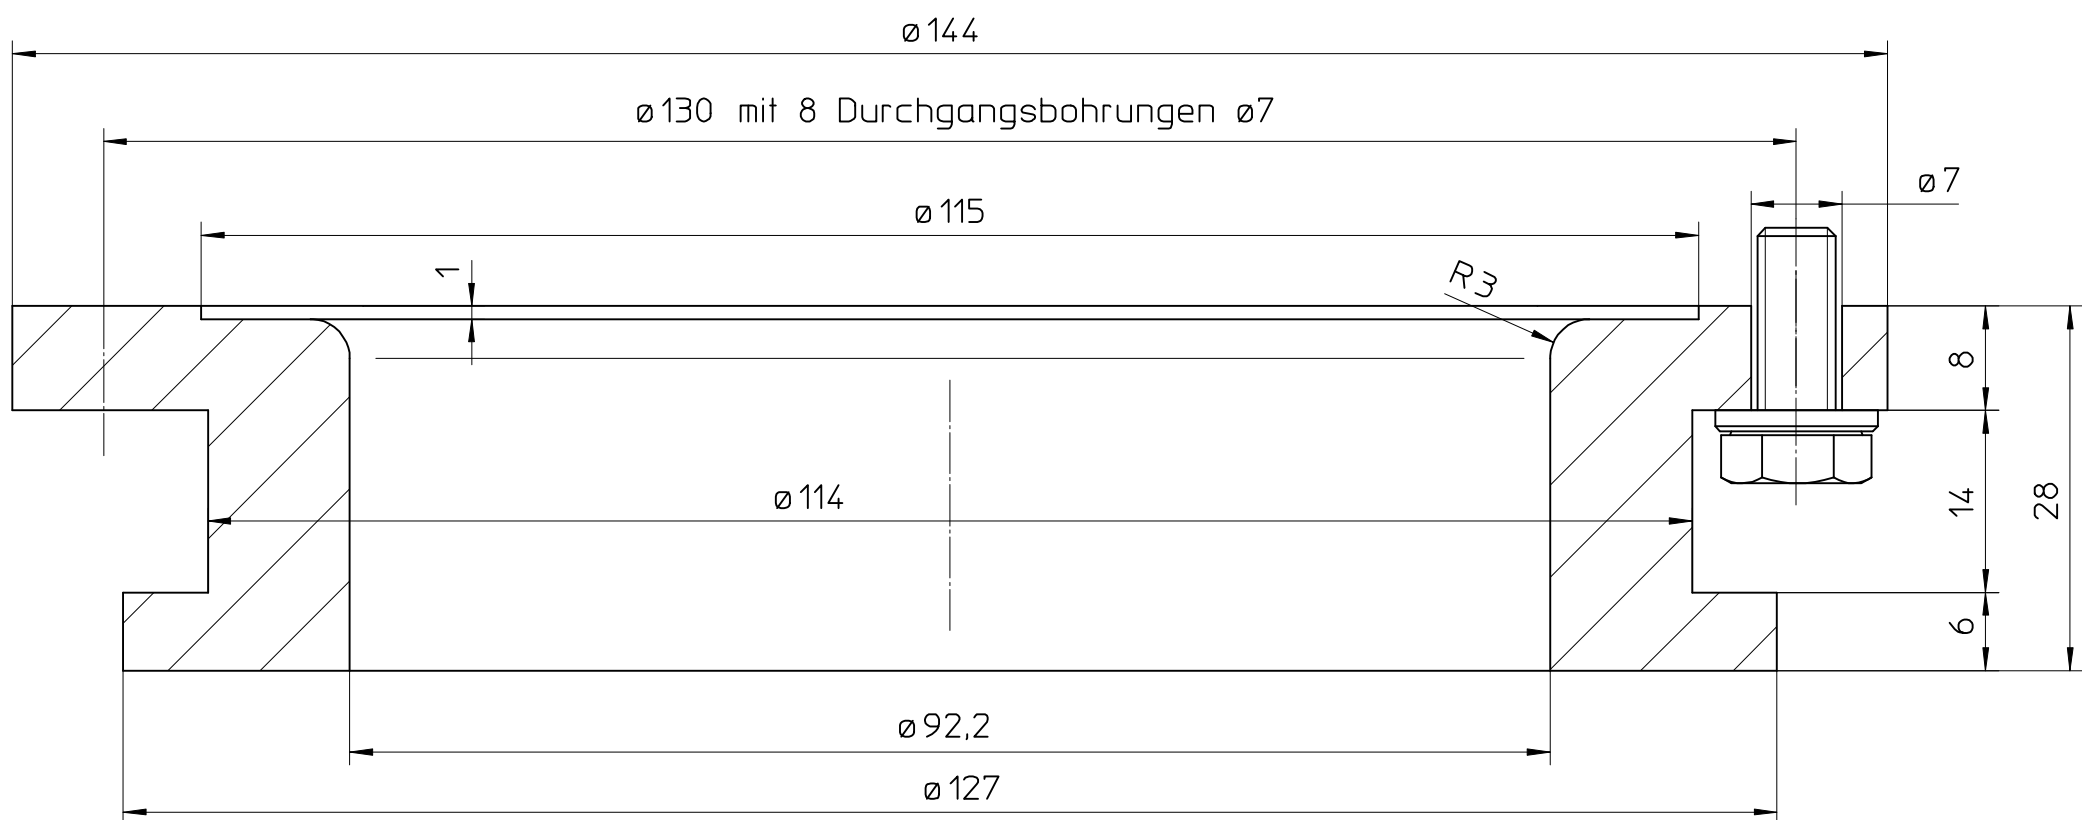 ø144
ø130 mit 8 Durchgangsbohrungen ø7
ø7
ø115
1
R3
8
ø114
14
28
6
ø92,2
ø127